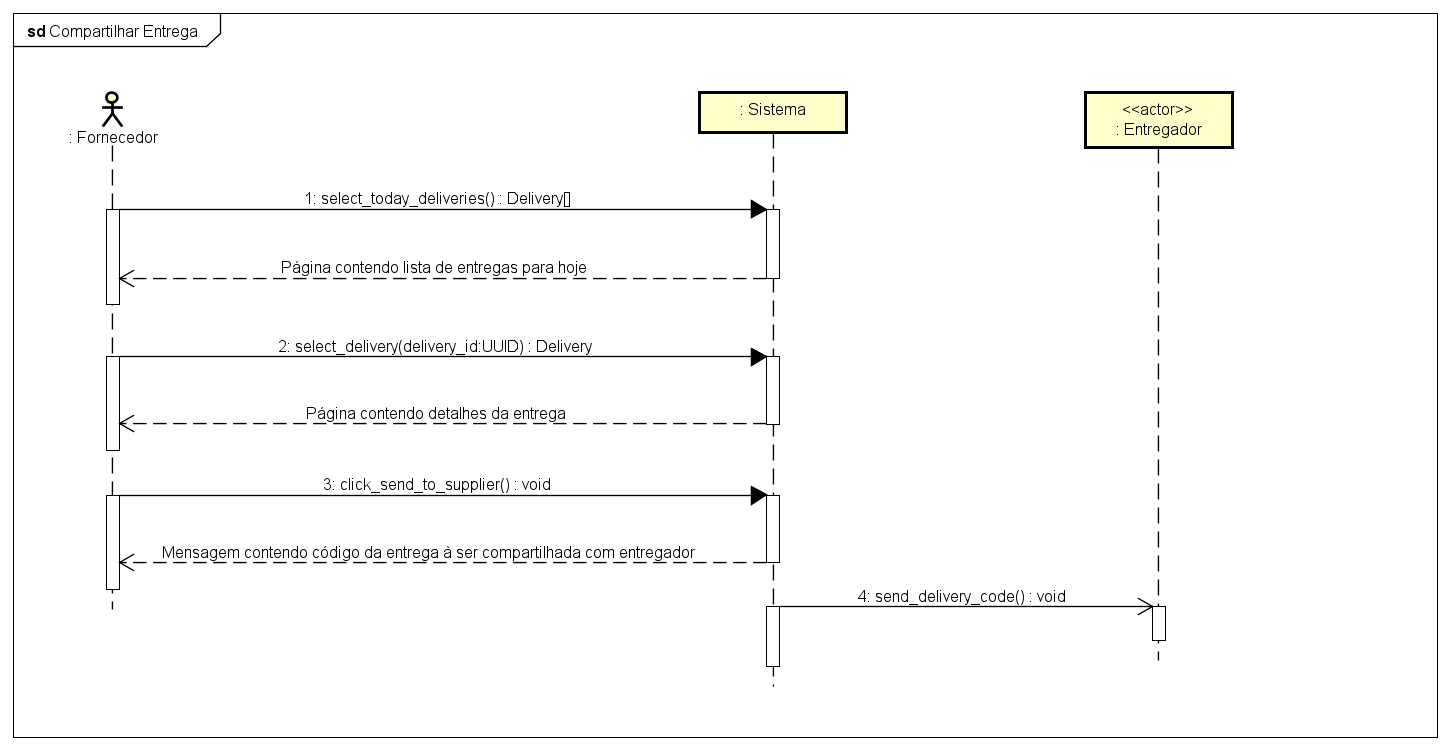 sd Compartilhar Entrega
: Fornecedor
: Sistema
<<actor>>
: Entregador
1: select_today_deliveries() : Delivery[]
Página contendo lista de entregas para hoje
2: select_delivery(delivery_id:UUID) : Delivery
Página contendo detalhes da entrega
3: click_send_to_supplier() : void
Mensagem contendo código da entrega à ser compartilhada com entregador
4: send_delivery_code() : void